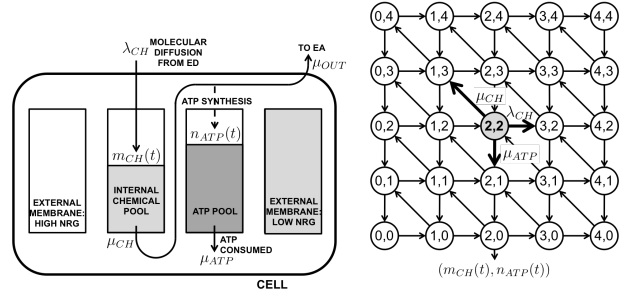 λ_CH
MOLECULAR
DIFFUSION
FROM ED
TO EA
μ_OUT
ATP SYNTHESIS
m_CH(t)
n_ATP(t)
EXTERNAL
MEMBRANE:
HIGH NRG
INTERNAL
CHEMICAL
POOL
ATP POOL
EXTERNAL
MEMBRANE:
LOW NRG
μ_CH
ATP
CONSUMED
μ_ATP
CELL
0,4 1,4 2,4 3,4 4,4
0,3 1,3 2,3 3,3 4,3
μ_CH
λ_CH
0,2 1,2 2,2 3,2 4,2
μ_ATP
0,1 1,1 2,1 3,1 4,1
0,0 1,0 2,0 3,0 4,0
(m_CH(t), n_ATP(t))